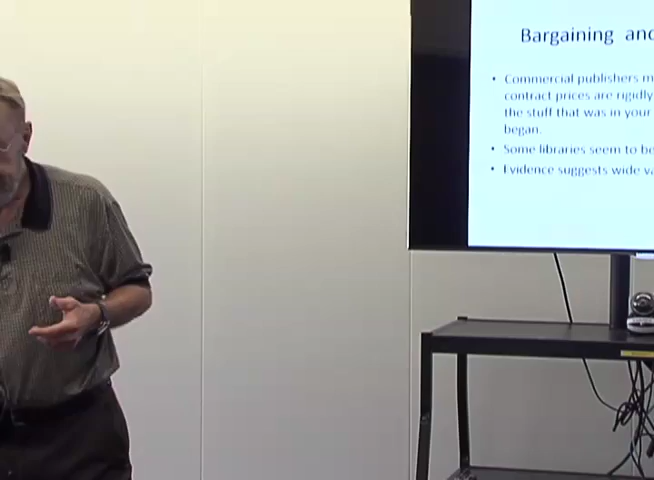 Bargaining and
• Commercial publishers m
contract prices are rigidly
the stuff that was in your
began.
• Some libraries seem to be
• Evidence suggests wide va